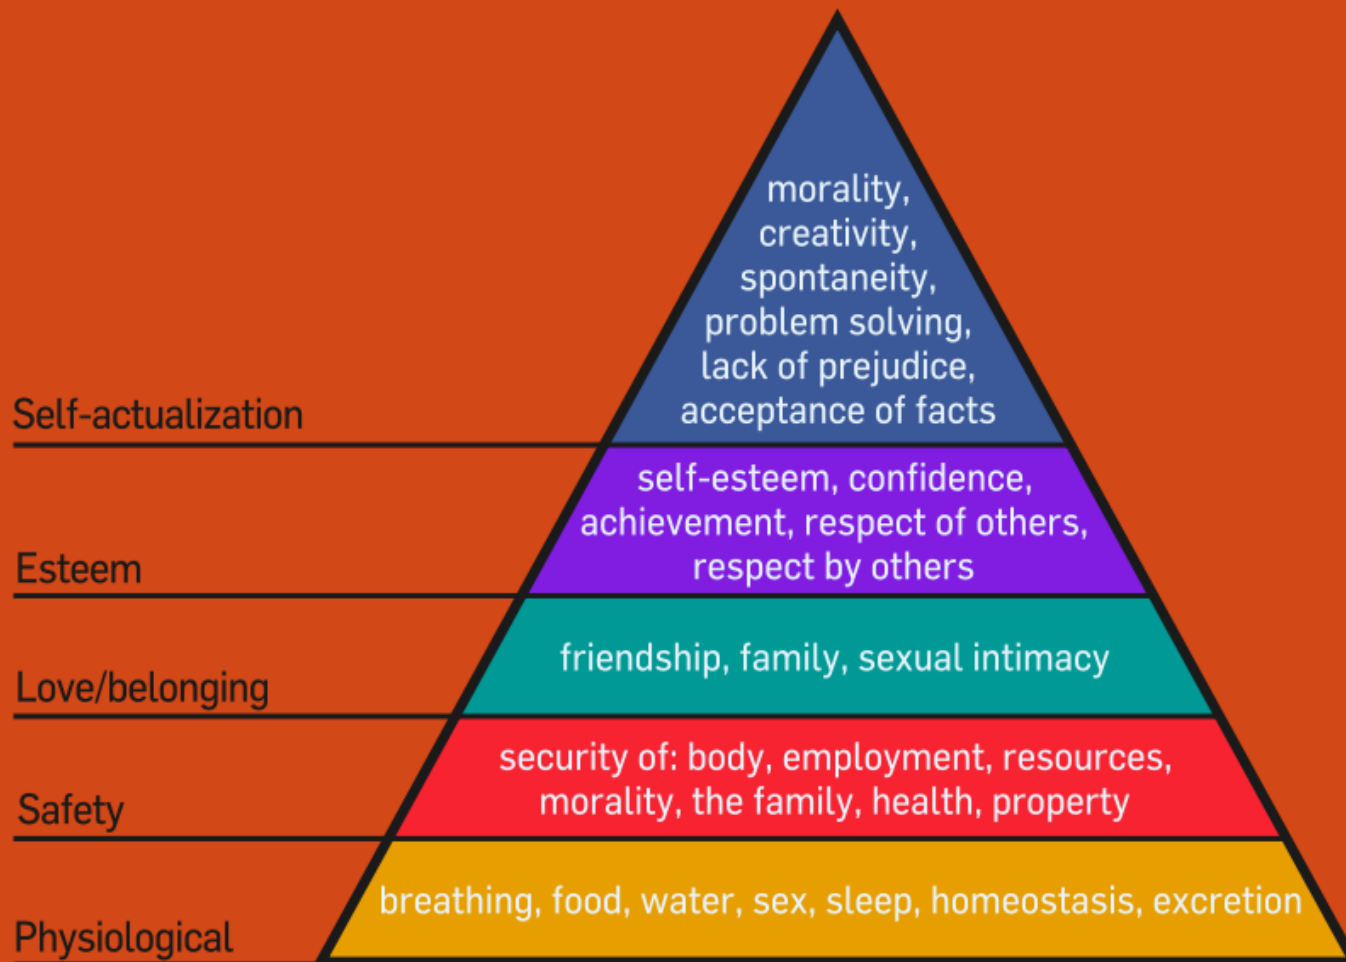 morality,
creativity,
spontaneity,
problem solving,
lack of prejudice,
acceptance of facts
Self-actualization
self-esteem, confidence,
achievement, respect of others,
respect by others
Esteem
friendship, family, sexual intimacy
Love/belonging
security of: body, employment, resources,
morality, the family, health, property
Safety
breathing, food, water, sex, sleep, homeostasis, excretion
Physiological